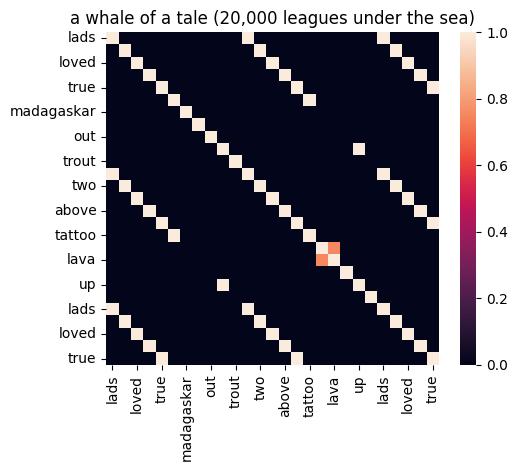 a whale of a tale (20,000 leagues under the sea)
lads
loved
true
madagaskar
out
trout
two
above
tattoo
lava
up
lads
loved
true
lads
loved
true
madagaskar
out
trout
two
above
tattoo
lava
up
lads
loved
true
1.0
0.8
0.6
0.4
0.2
0.0